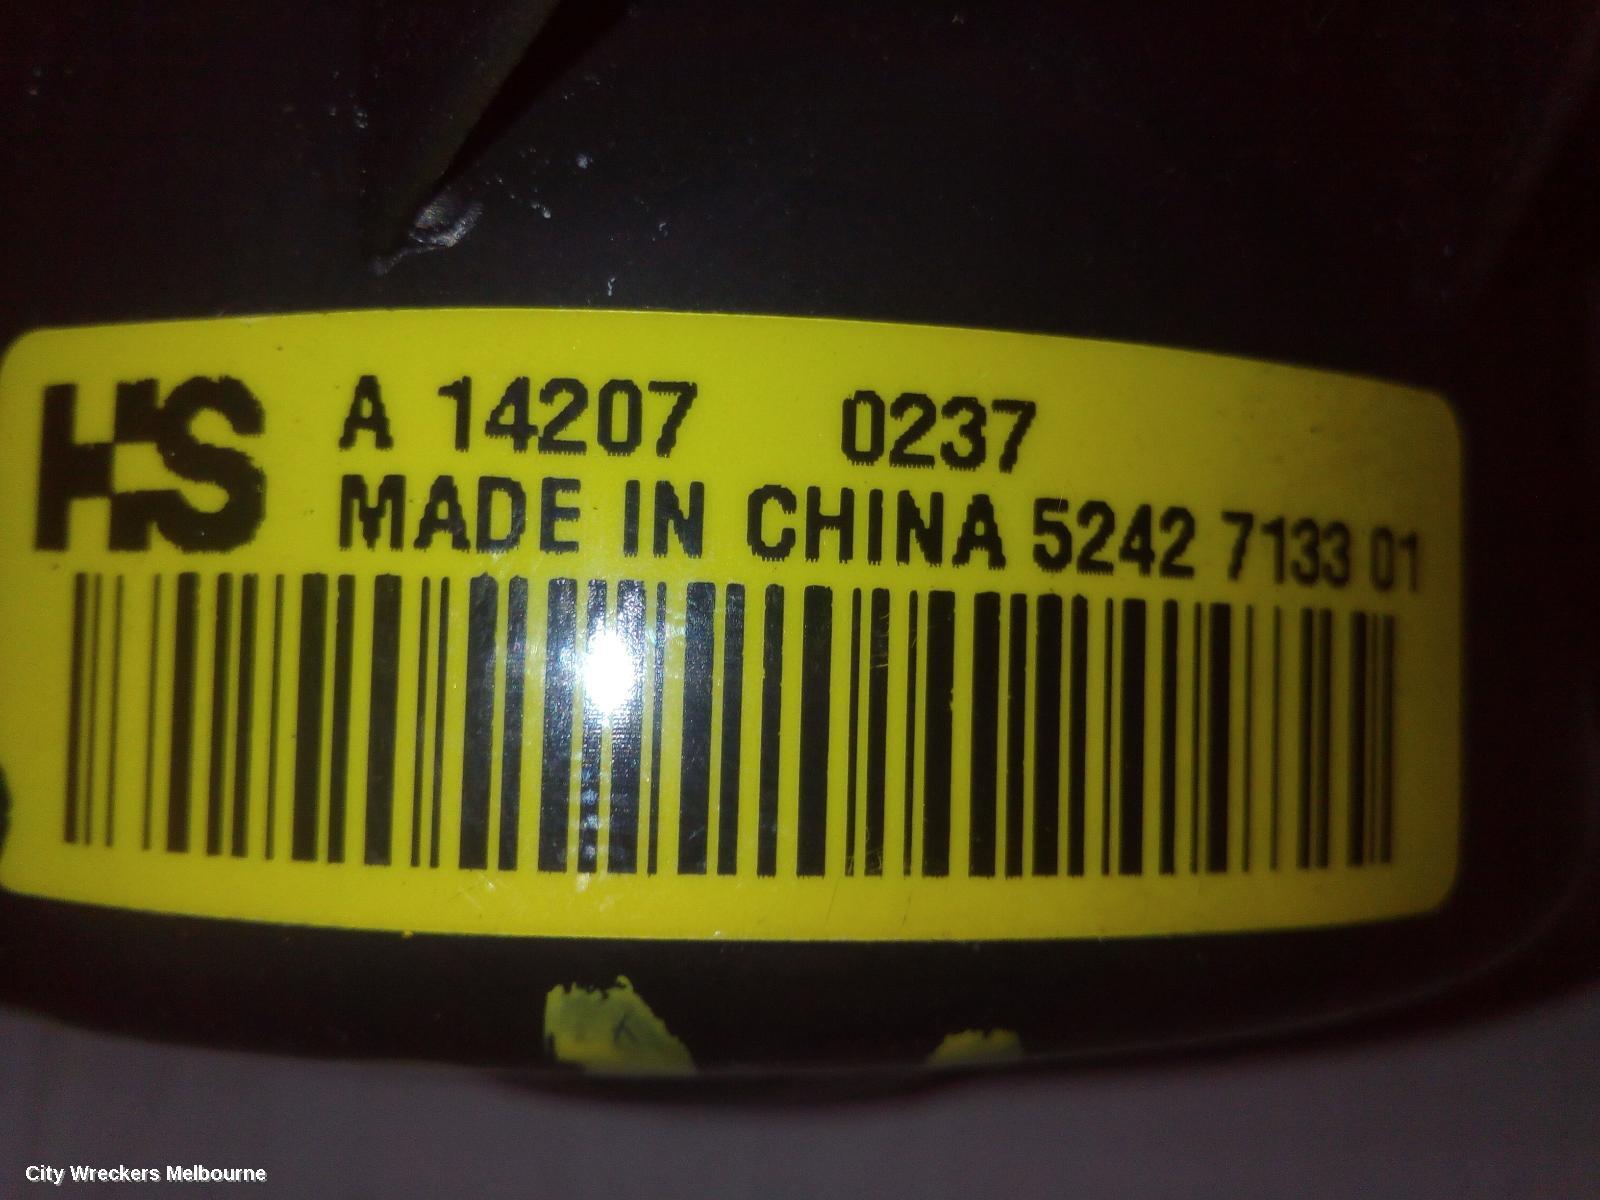 HS A 14207 0237
MADE IN CHINA 5242 7133 01
City Wreckers Melbourne